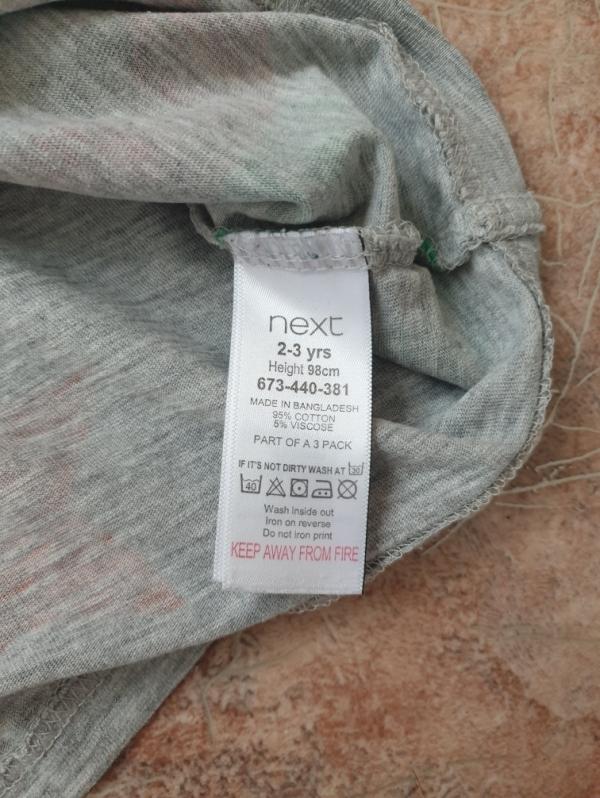 next
2-3 yrs
Height 98cm
673-440-381
MADE IN BANGLADESH
95% COTTON
5% VISCOSE
PART OF A 3 PACK
IF IT'S NOT DIRTY WASH AT 30
40
Wash inside out
Iron on reverse
Do not iron print
KEEP AWAY FROM FIRE